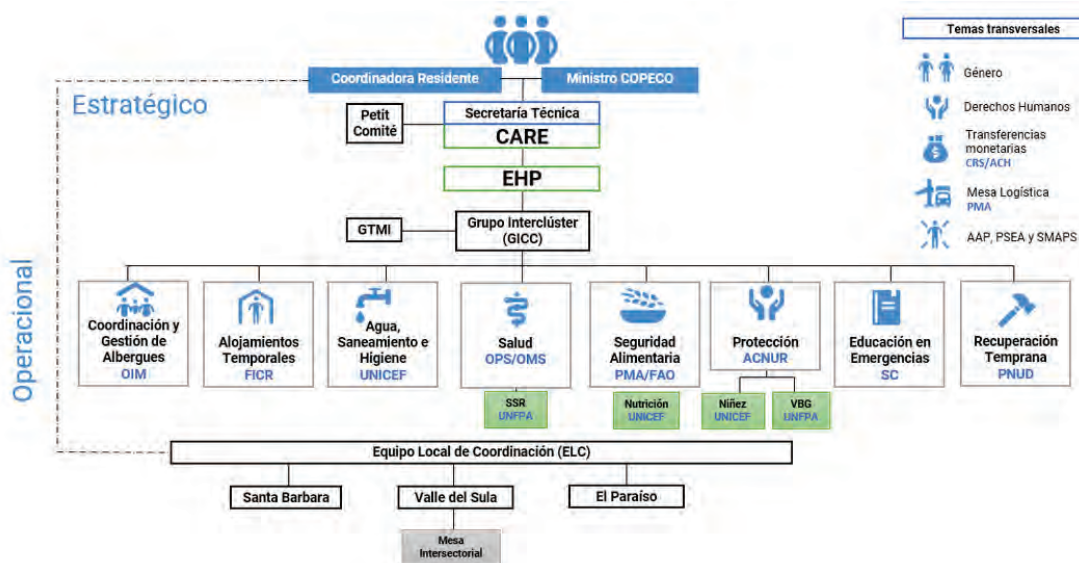 Coordinadora Residente
Ministro COPECO
Estratégico
Petit
Comité
Secretaría Técnica
CARE
EHP
GTMI
Grupo Interclúster
(GICC)
Temas transversales
Género
Derechos Humanos
Transferencias
monetarias
CRS/ACH
Mesa Logística
PMA
AAP, PSEA y SMAPS
Operacional
Coordinación y
Gestión de
Albergues
OIM
Alojamientos
Temporales
FICR
Agua,
Saneamiento e
Higiene
UNICEF
Salud
OPS/OMS
Seguridad
Alimentaria
PMA/FAO
Protección
ACNUR
Educación en
Emergencias
SC
Recuperación
Temprana
PNUD
SSR
UNFPA
Nutrición
UNICEF
Niñez
UNICEF
VBG
UNFPA
Equipo Local de Coordinación (ELC)
Santa Barbara
Valle del Sula
El Paraíso
Mesa
Intersectorial